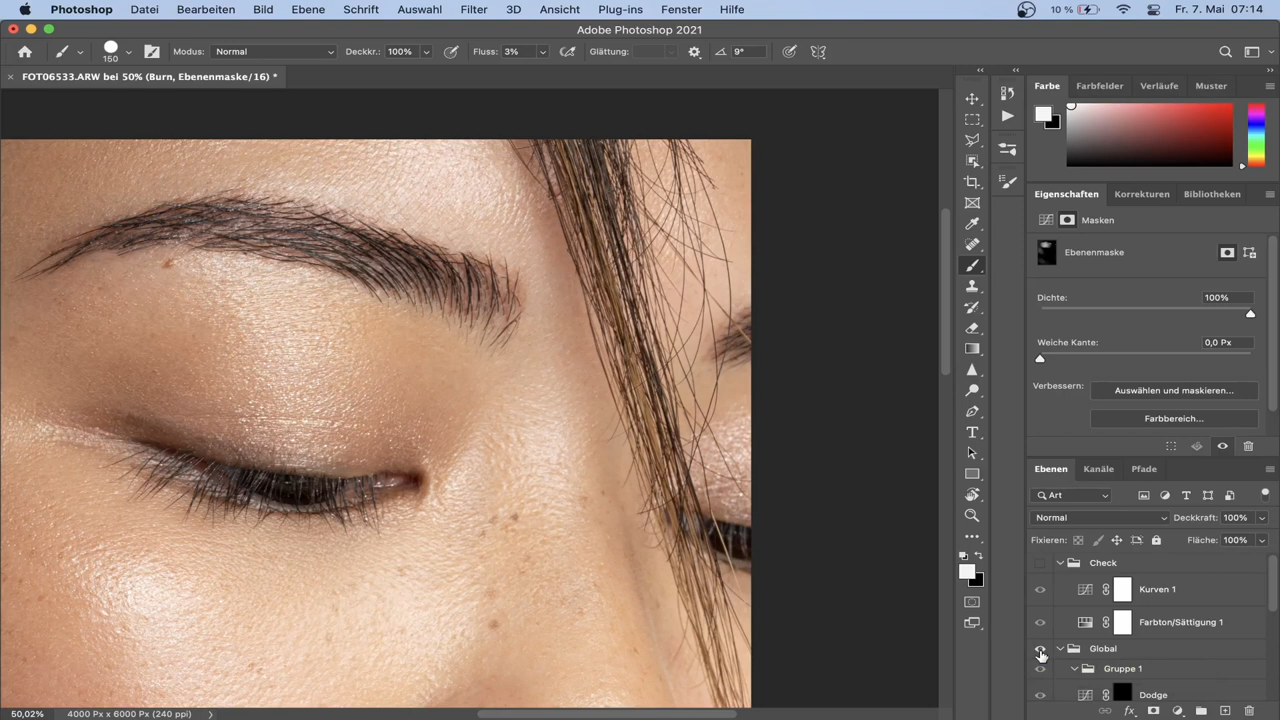 Photoshop Datei Bearbeiten Bild Ebene Schrift Auswahl Filter 3D Ansicht Plug-ins Fenster Hilfe 10 % Fr. 7. Mai 07:14
Adobe Photoshop 2021
150 Modus: Normal Deckkr.: 100% Fluss: 3% Glättung: 9°
× FOT06533.ARW bei 50% (Burn, Ebenenmaske/16) *
Farbe Farbfelder Verläufe Muster
Eigenschaften Korrekturen Bibliotheken
Masken
Ebenenmaske
Dichte: 100%
Weiche Kante: 0,0 Px
Verbessern: Auswählen und maskieren...
Farbbereich...
Ebenen Kanäle Pfade
Art
Normal Deckkraft: 100%
Fixieren: Fläche: 100%
Check
Kurven 1
Farbton/Sättigung 1
Global
Gruppe 1
Dodge
50,02% 4000 Px x 6000 Px (240 ppi)